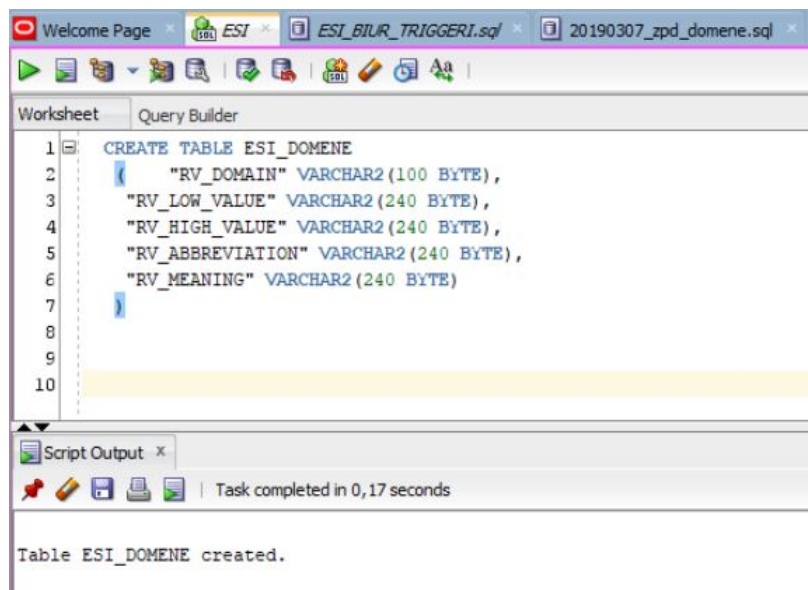 Welcome Page ESI ESI_BIUR_TRIGGERI.sql 20190307_zpd_domene.sql
Worksheet Query Builder
1 CREATE TABLE ESI_DOMENE
2 ( "RV_DOMAIN" VARCHAR2(100 BYTE),
3 "RV_LOW_VALUE" VARCHAR2(240 BYTE),
4 "RV_HIGH_VALUE" VARCHAR2(240 BYTE),
5 "RV_ABBREVIATION" VARCHAR2(240 BYTE),
6 "RV_MEANING" VARCHAR2(240 BYTE)
7 )
8
9
10
Script Output
Task completed in 0,17 seconds
Table ESI_DOMENE created.